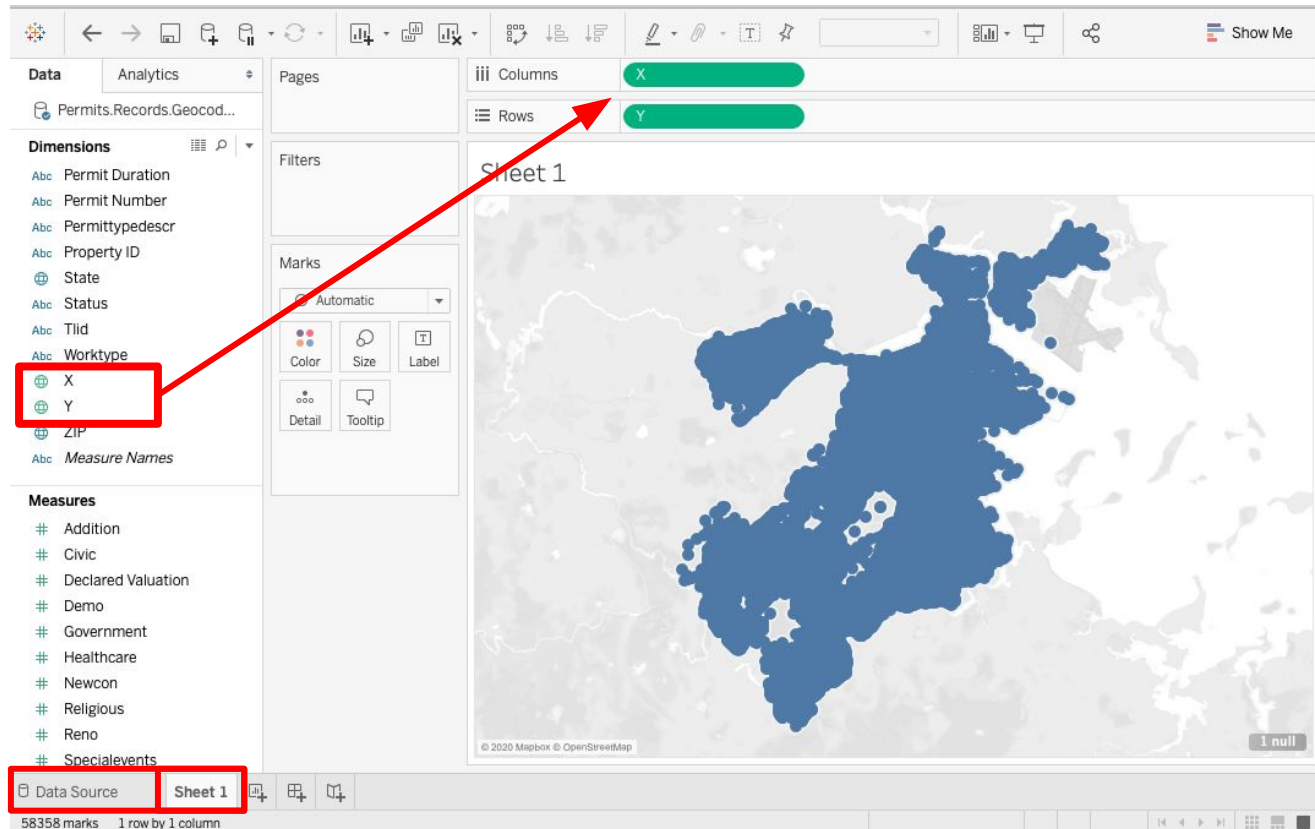 Show Me
Data
Analytics
Permits.Records.Geocod...
Dimensions
Abc Permit Duration
Abc Permit Number
Abc Permittypedescr
Abc Property ID
State
Abc Status
Abc Tlid
Abc Worktype
X
Y
ZIP
Abc Measure Names
Measures
# Addition
# Civic
# Declared Valuation
# Demo
# Government
# Healthcare
# Newcon
# Religious
# Reno
# Specialevents
Pages
Filters
Marks
Automatic
Color
Size
Label
Detail
Tooltip
Columns X
Rows Y
Sheet 1
© 2020 Mapbox © OpenStreetMap
1 null
Data Source
Sheet 1
58358 marks 1 row by 1 column